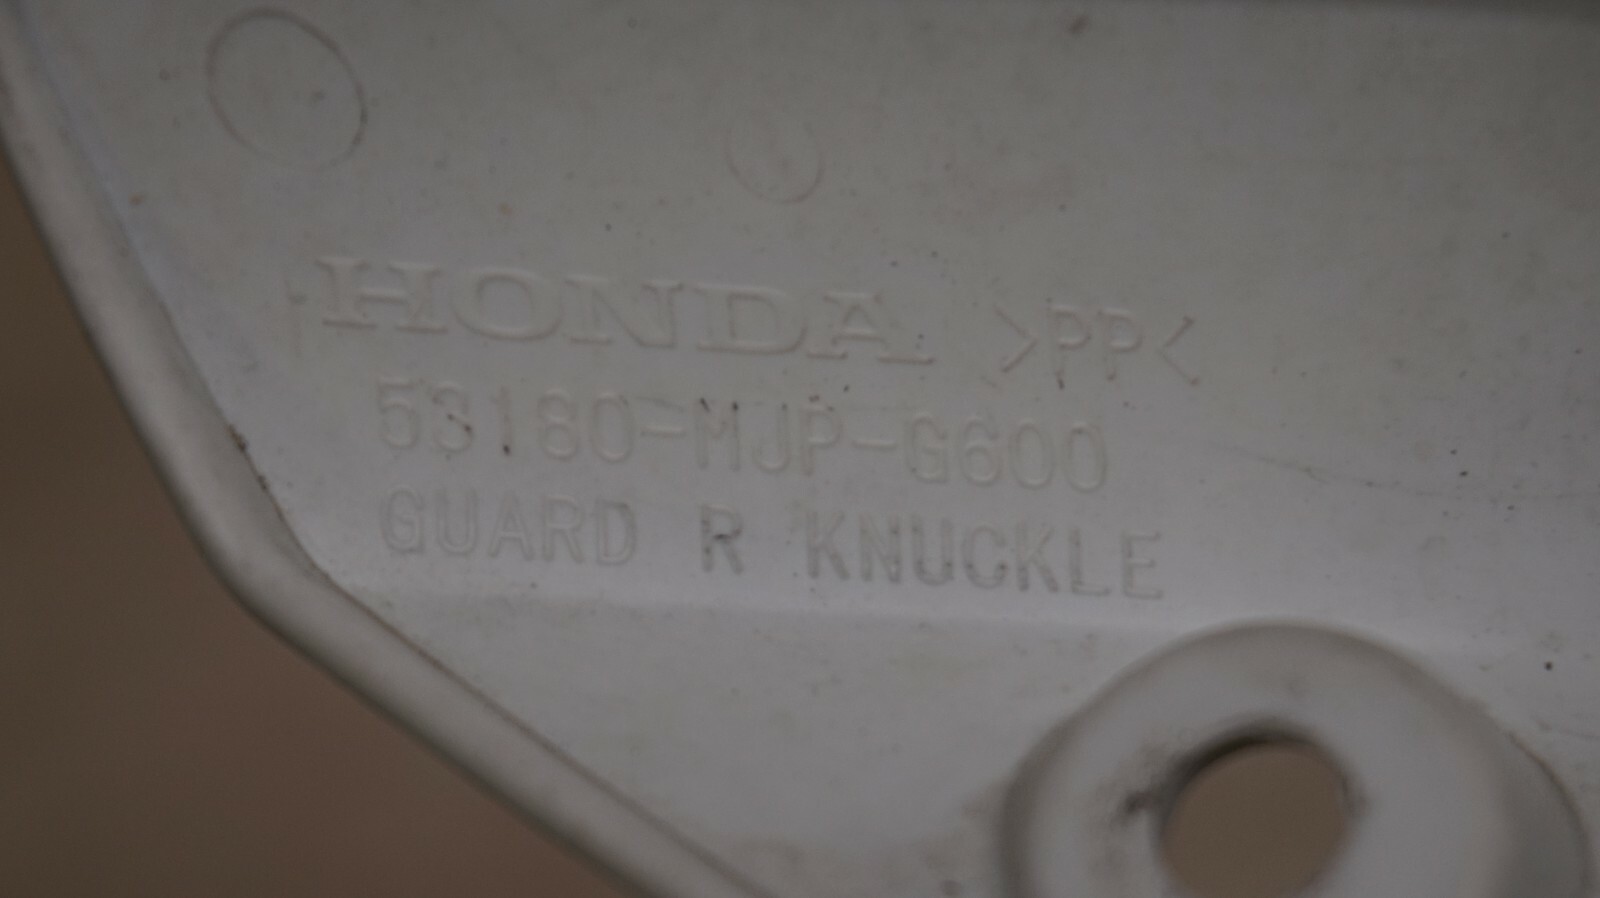 HONDA >PP<
53180-MJP-G600
GUARD R KNUCKLE